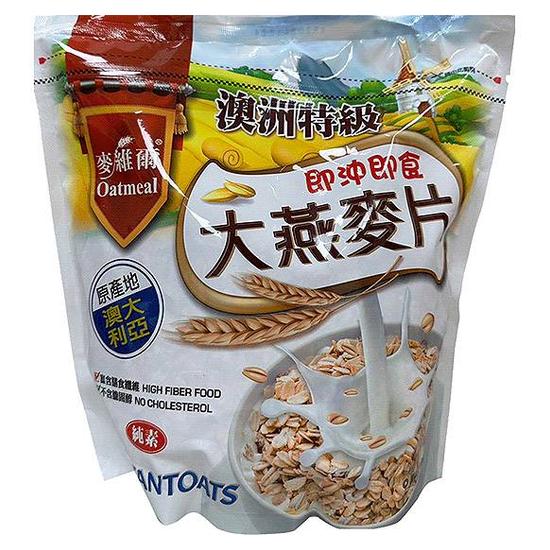 麥維爾®
Oatmeal
澳洲特級
即沖即食
大燕麥片
原產地
澳大
利亞
富含膳食纖維 HIGH FIBER FOOD
不含膽固醇 NO CHOLESTEROL
純素
TANTOATS